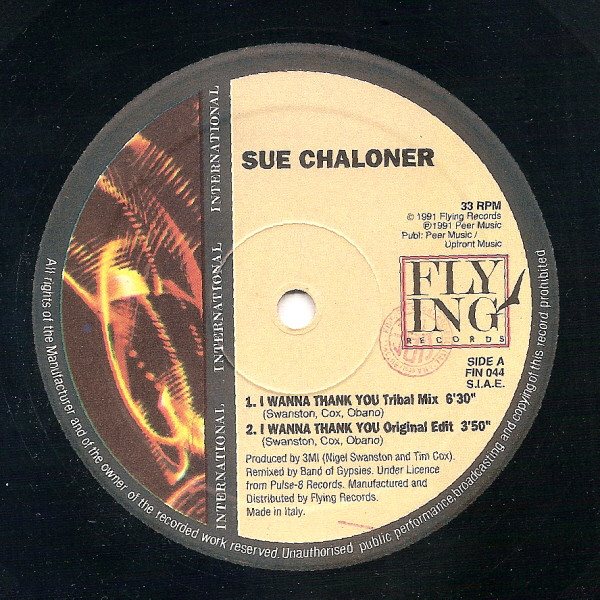 SUE CHALONER
33 RPM
© 1991 Flying Records
℗1991 Peer Music
Publ: Peer Music /
Upfront Music
FLY
ING
RECORDS
SIDE A
FIN 044
S.I.A.E.
1. I WANNA THANK YOU Tribal Mix 6'30"
(Swanston, Cox, Obano)
2. I WANNA THANK YOU Original Edit 3'50"
(Swanston, Cox, Obano)
Produced by 3MI (Nigel Swanston and Tim Cox).
Remixed by Band of Gypsies. Under Licence
from Pulse-8 Records. Manufactured and
Distributed by Flying Records.
Made in Italy.
INTERNATIONAL INTERNATIONAL INTERNATIONAL
All rights of the Manufacturer and of the owner of the recorded work reserved. Unauthorised public performance, broadcasting and copying of this record prohibited